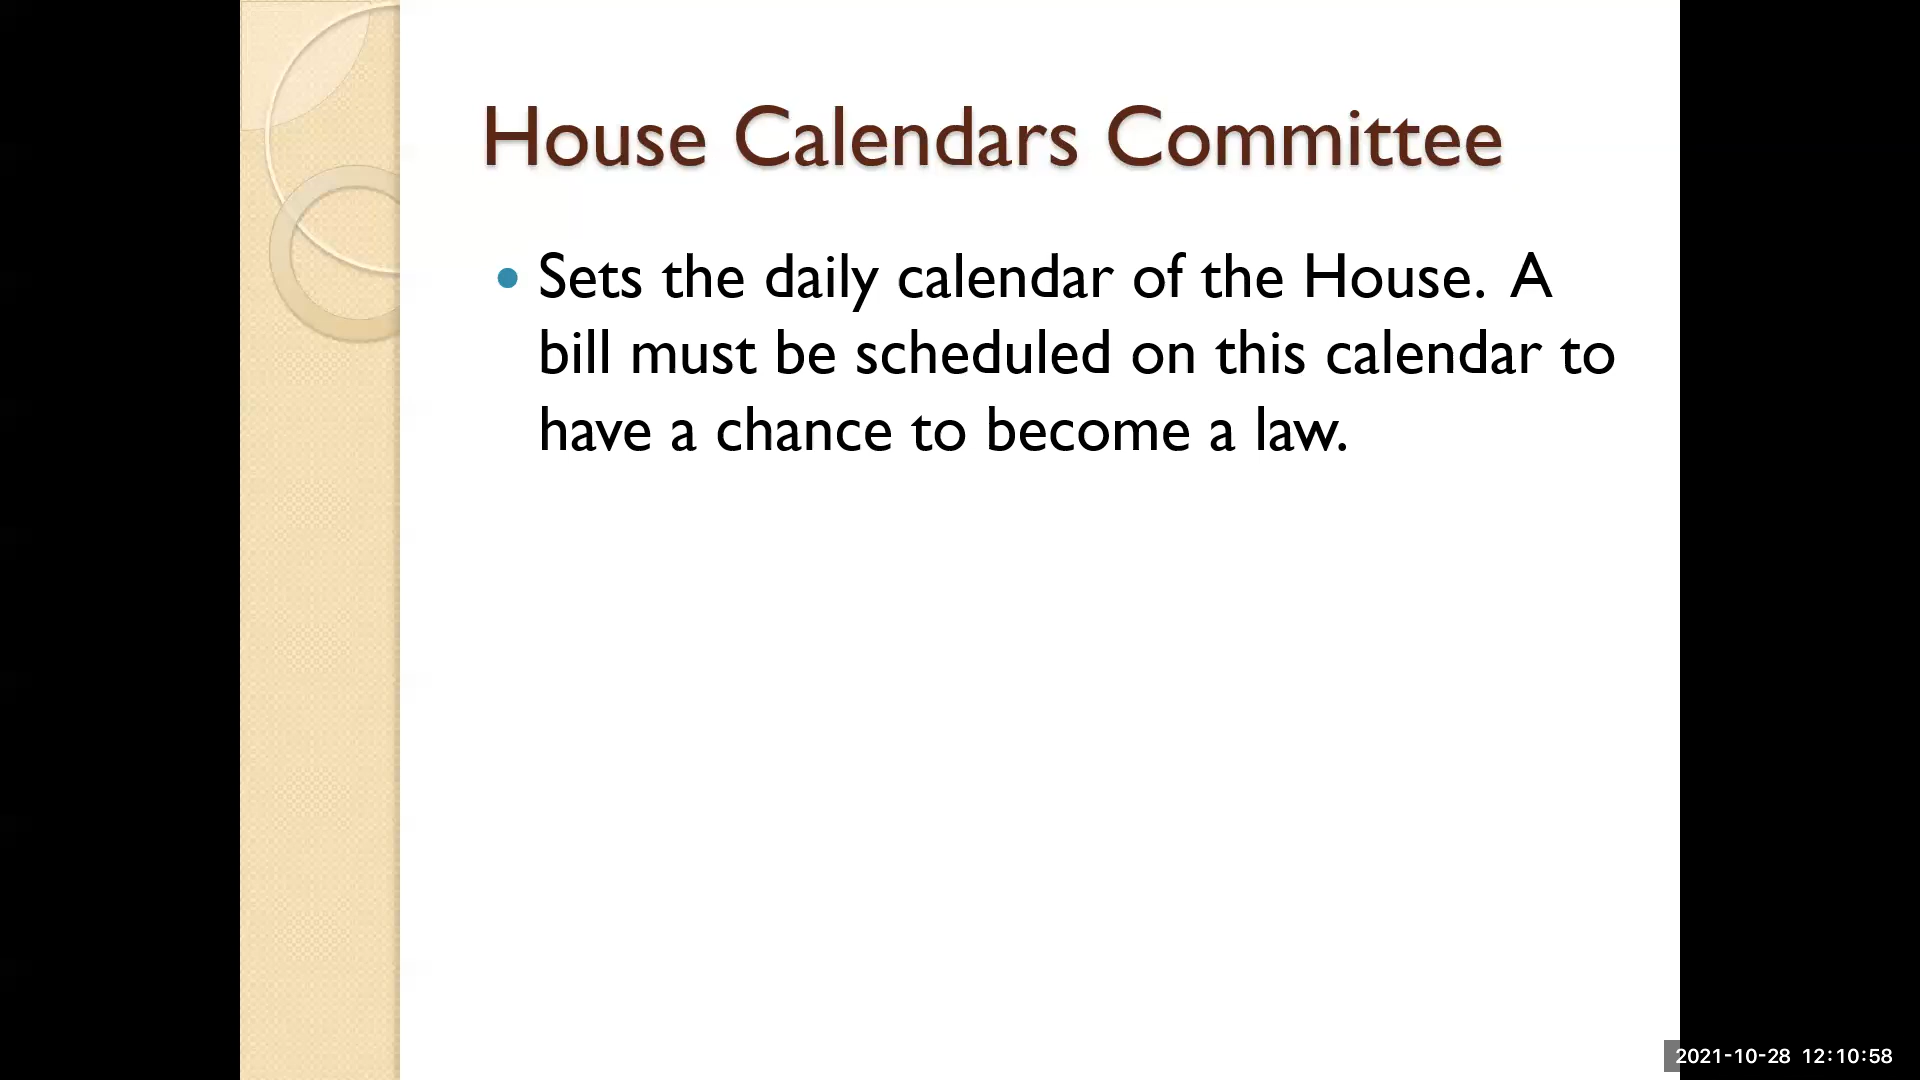 House Calendars Committee
• Sets the daily calendar of the House.  A
bill must be scheduled on this calendar to
have a chance to become a law.
2021-10-28 12:10:58